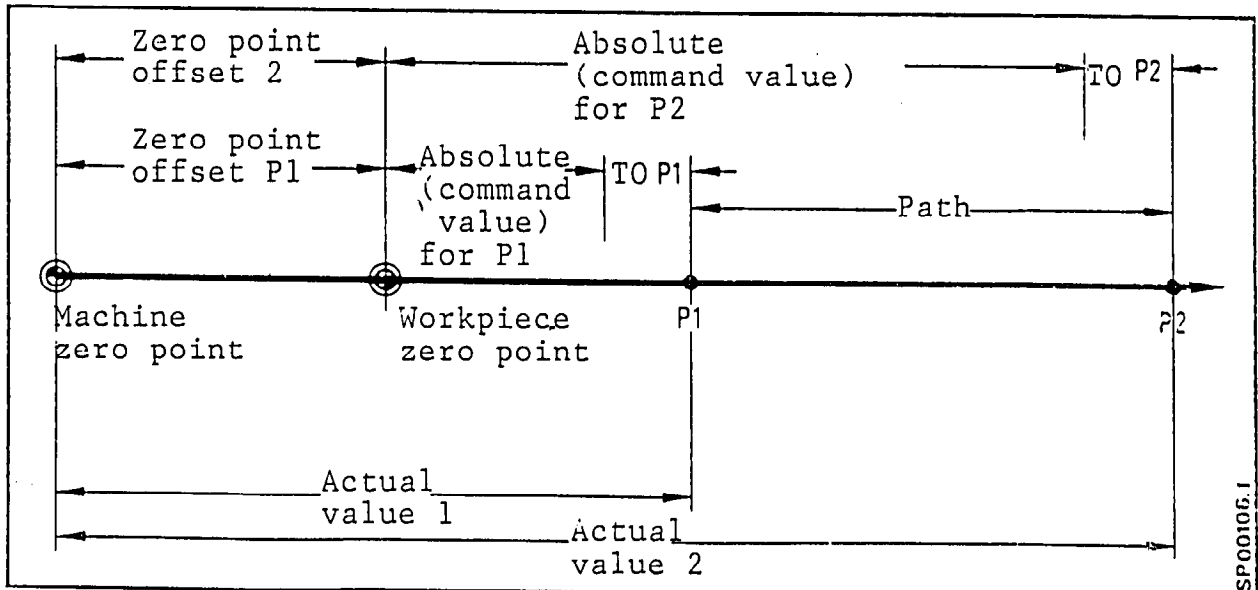 Zero point
offset 2
Absolute
(command value)
for P2
TO P2
Zero point
offset P1
Absolute
(command
value)
for P1
TO P1
Path
Machine
zero point
Workpiece
zero point
P1
P2
Actual
value 1
Actual
value 2
SP00106.1